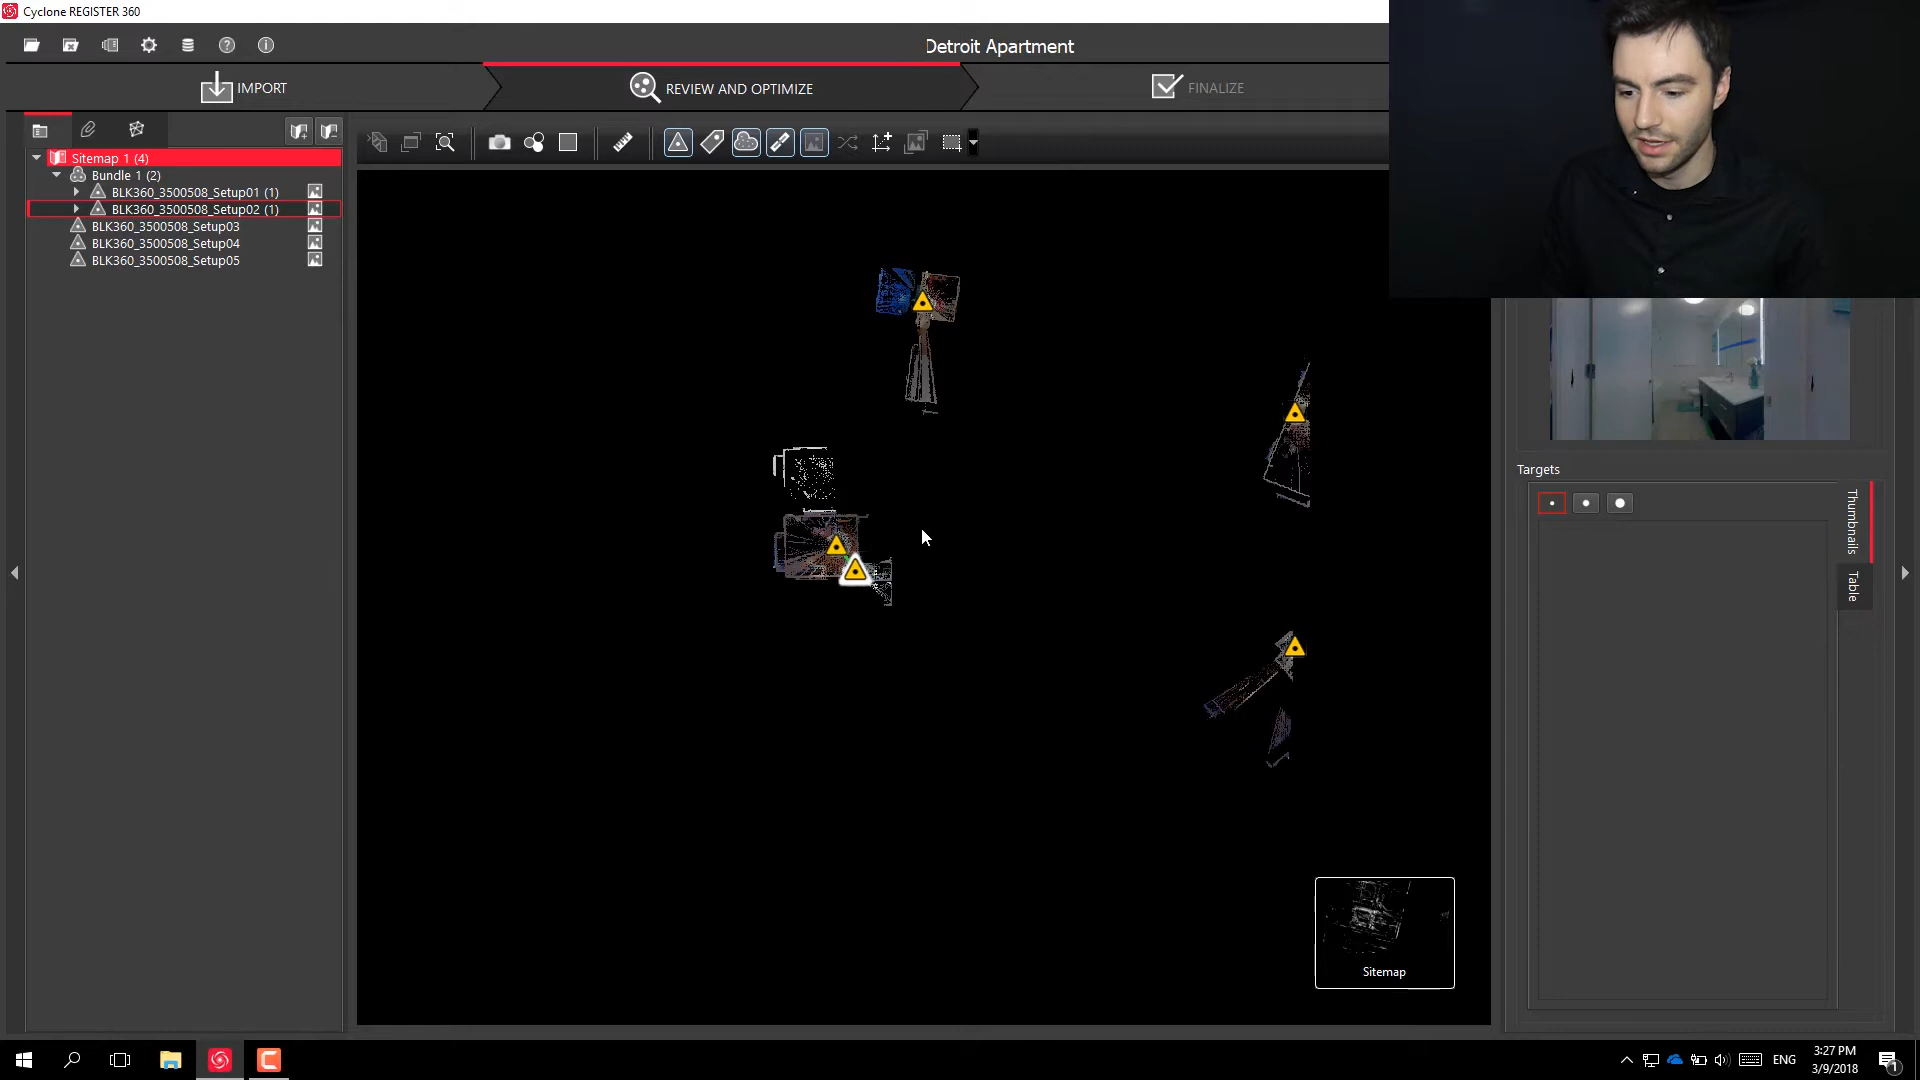 Cyclone REGISTER 360
Detroit Apartment
IMPORT
REVIEW AND OPTIMIZE
FINALIZE
Sitemap 1 (4)
Bundle 1 (2)
BLK360_3500508_Setup01 (1)
BLK360_3500508_Setup02 (1)
BLK360_3500508_Setup03
BLK360_3500508_Setup04
BLK360_3500508_Setup05
Targets
Thumbnails
Table
Sitemap
ENG
3:27 PM
3/9/2018
1